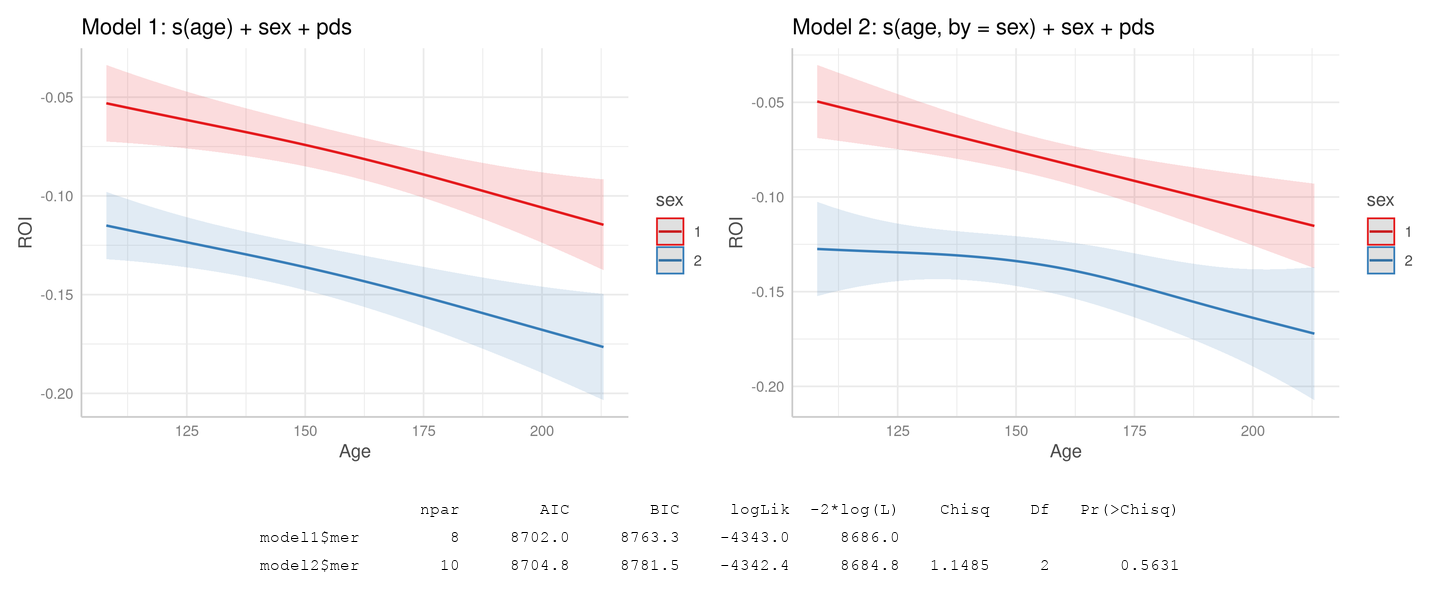 Model 1: s(age) + sex + pds
-0.05
-0.10
-0.15
-0.20
ROI
125 150 175 200
Age
sex
1
2
Model 2: s(age, by = sex) + sex + pds
-0.05
-0.10
-0.15
-0.20
ROI
125 150 175 200
Age
sex
1
2
npar AIC BIC logLik -2*log(L) Chisq Df Pr(>Chisq)
model1$mer 8 8702.0 8763.3 -4343.0 8686.0
model2$mer 10 8704.8 8781.5 -4342.4 8684.8 1.1485 2 0.5631